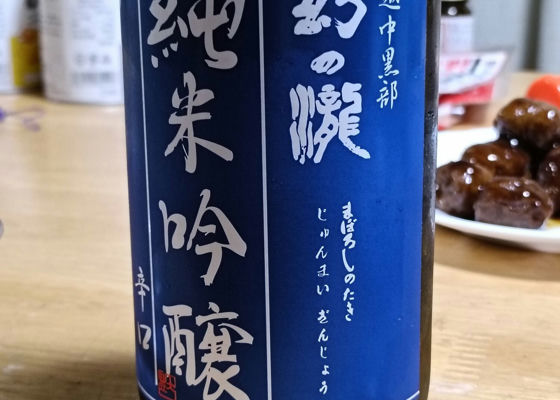 越中黒部
幻の瀧
まぼろしのたき
じゅんまいぎんじょう
純米吟醸
辛口